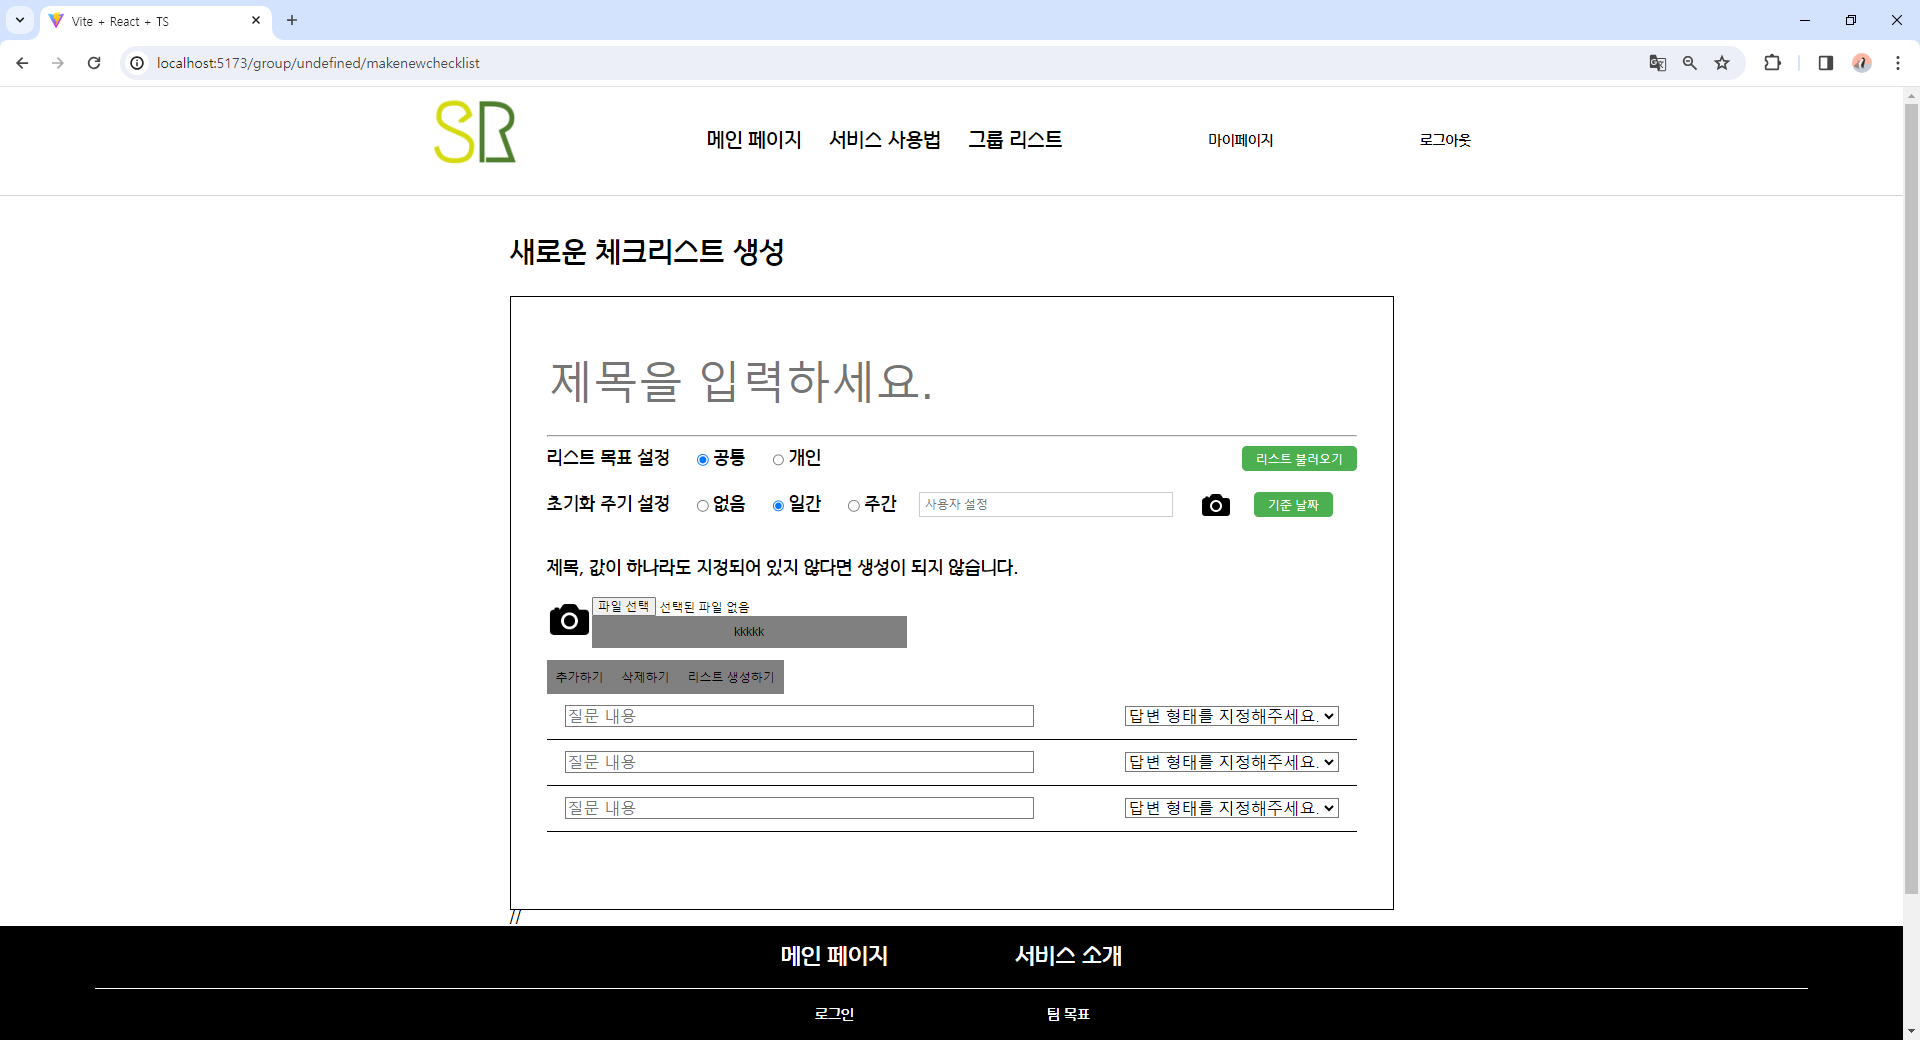 Vite + React + TS
localhost:5173/group/undefined/makenewchecklist
SR
메인 페이지 서비스 사용법 그룹 리스트 마이페이지 로그아웃
새로운 체크리스트 생성
제목을 입력하세요.
리스트 목표 설정 공통 개인 리스트 불러오기
초기화 주기 설정 없음 일간 주간 사용자 설정 기준 날짜
제목, 값이 하나라도 지정되어 있지 않다면 생성이 되지 않습니다.
파일 선택 선택된 파일 없음
kkkkk
추가하기 삭제하기 리스트 생성하기
질문 내용 답변 형태를 지정해주세요.
질문 내용 답변 형태를 지정해주세요.
질문 내용 답변 형태를 지정해주세요.
//
메인 페이지 서비스 소개
로그인 팀 목표